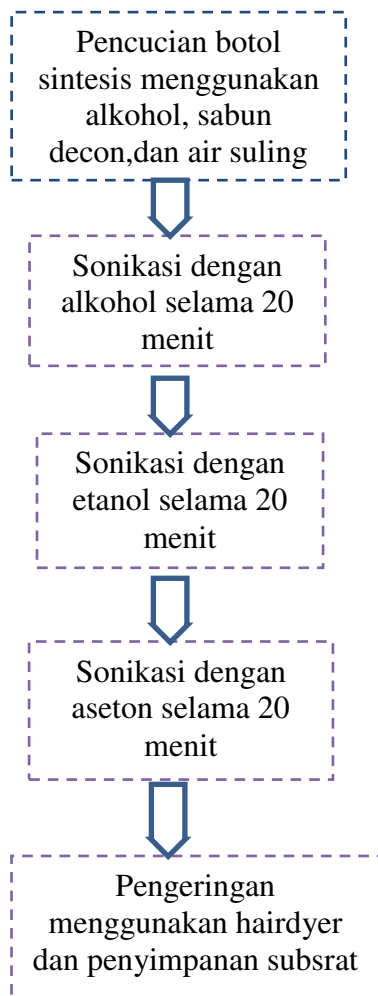 Pencucian botol
sintesis menggunakan
alkohol, sabun
decon,dan air suling
Sonikasi dengan
alkohol selama 20
menit
Sonikasi dengan
etanol selama 20
menit
Sonikasi dengan
aseton selama 20
menit
Pengeringan
menggunakan hairdyer
dan penyimpanan subsrat